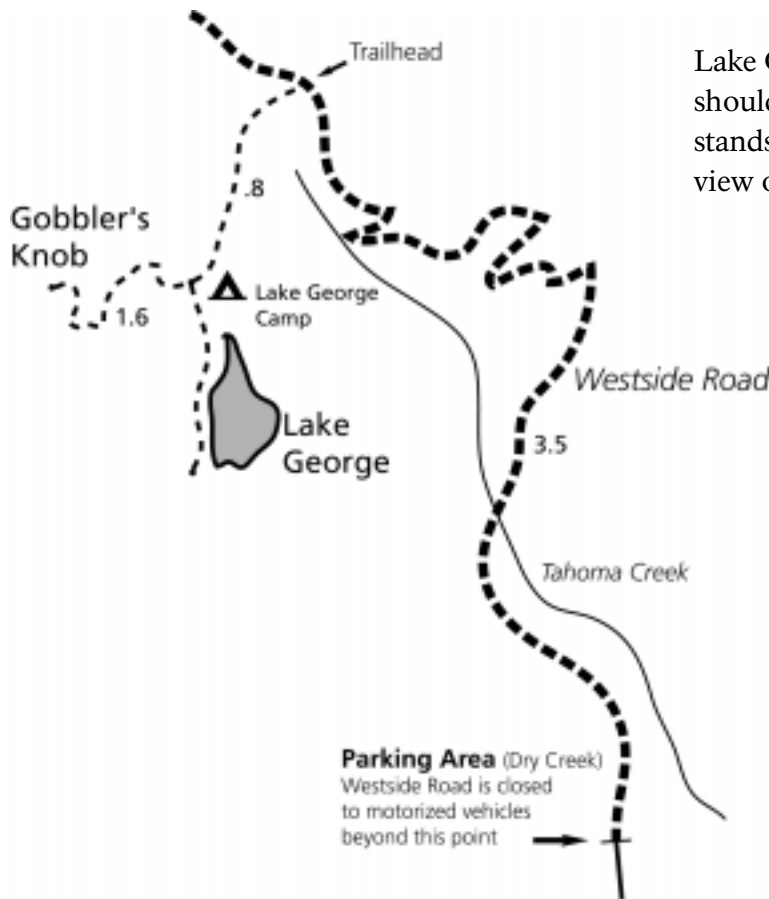 Trailhead
Lake
should
stands
view
.8
Gobbler's
Knob
1.6
Lake George
Camp
Westside Road
Lake
George
3.5
Tahoma Creek
Parking Area (Dry Creek)
Westside Road is closed
to motorized vehicles
beyond this point